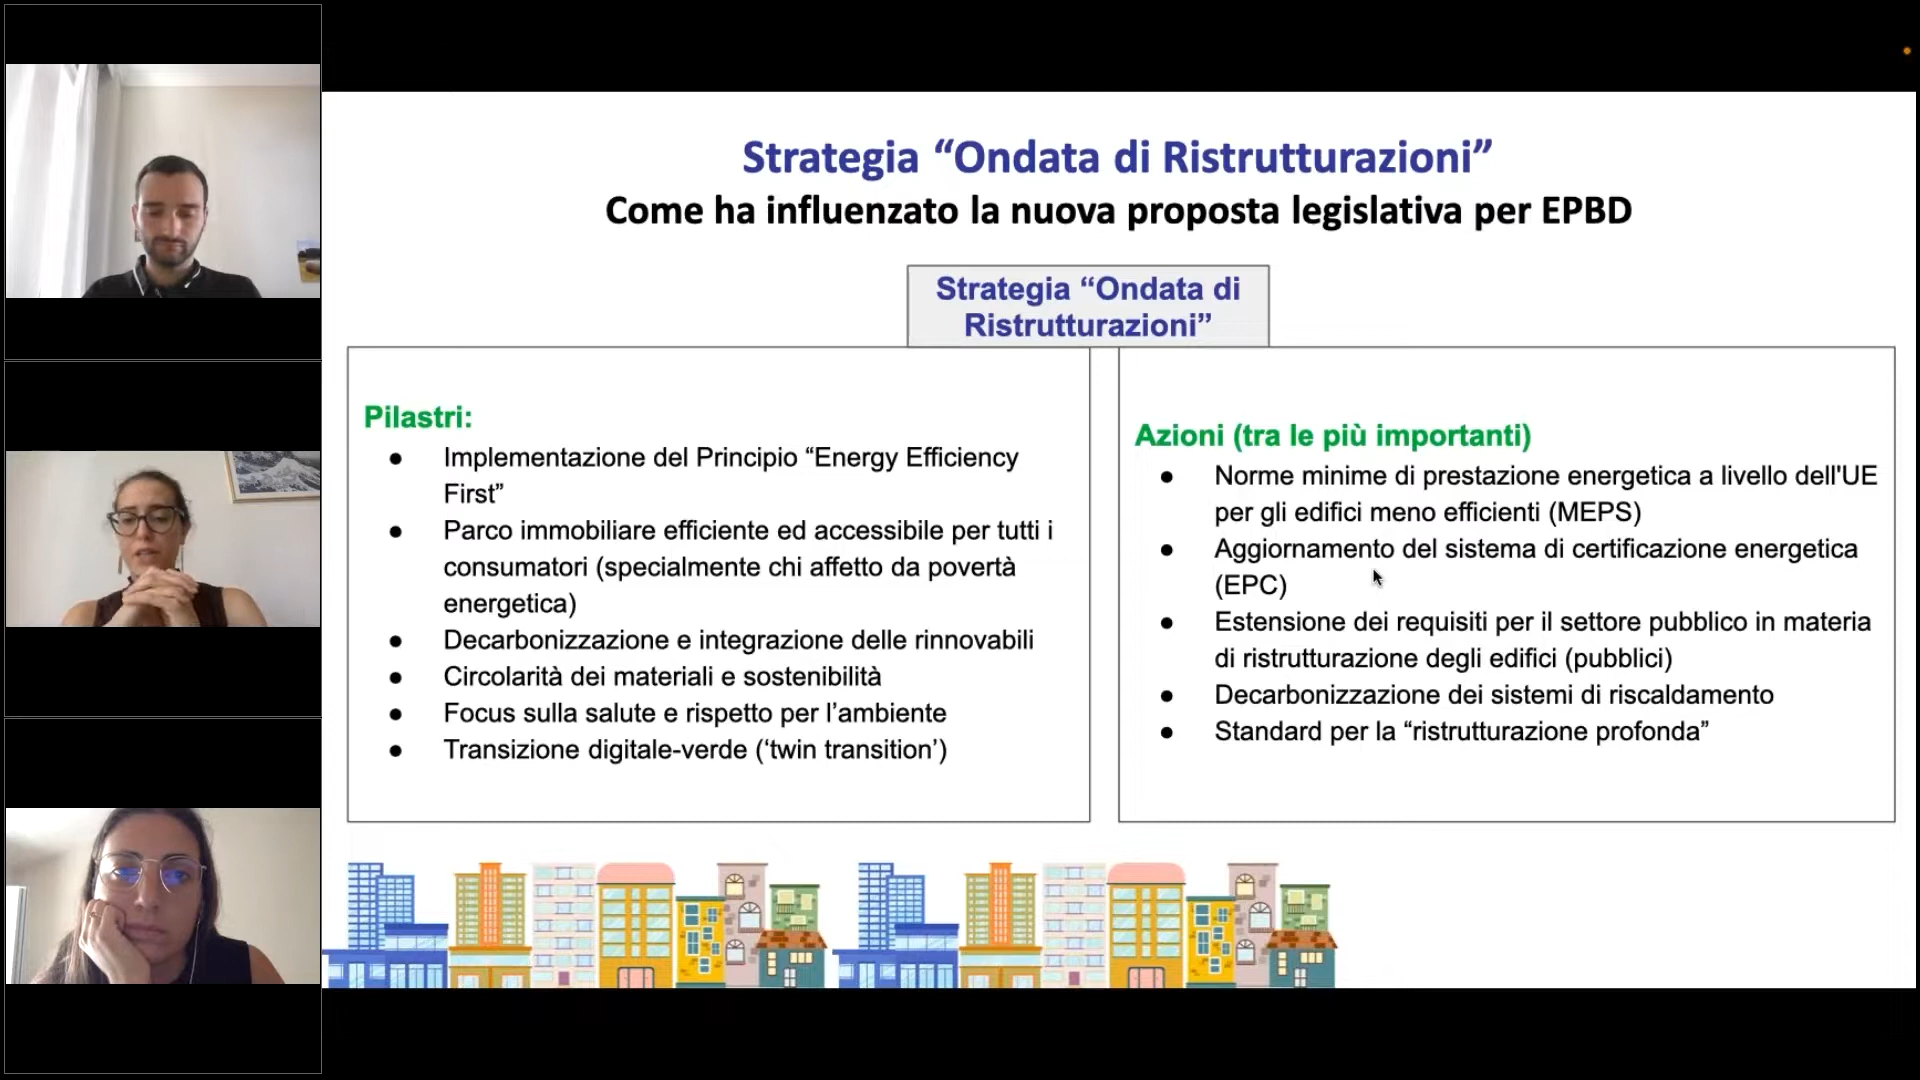 Strategia “Ondata di Ristrutturazioni”
Come ha influenzato la nuova proposta legislativa per EPBD
Strategia “Ondata di
Ristrutturazioni”
Pilastri:
● Implementazione del Principio “Energy Efficiency
First”
● Parco immobiliare efficiente ed accessibile per tutti i
consumatori (specialmente chi affetto da povertà
energetica)
● Decarbonizzazione e integrazione delle rinnovabili
● Circolarità dei materiali e sostenibilità
● Focus sulla salute e rispetto per l’ambiente
● Transizione digitale-verde (‘twin transition’)
Azioni (tra le più importanti)
● Norme minime di prestazione energetica a livello dell'UE
per gli edifici meno efficienti (MEPS)
● Aggiornamento del sistema di certificazione energetica
(EPC)
● Estensione dei requisiti per il settore pubblico in materia
di ristrutturazione degli edifici (pubblici)
● Decarbonizzazione dei sistemi di riscaldamento
● Standard per la “ristrutturazione profonda”